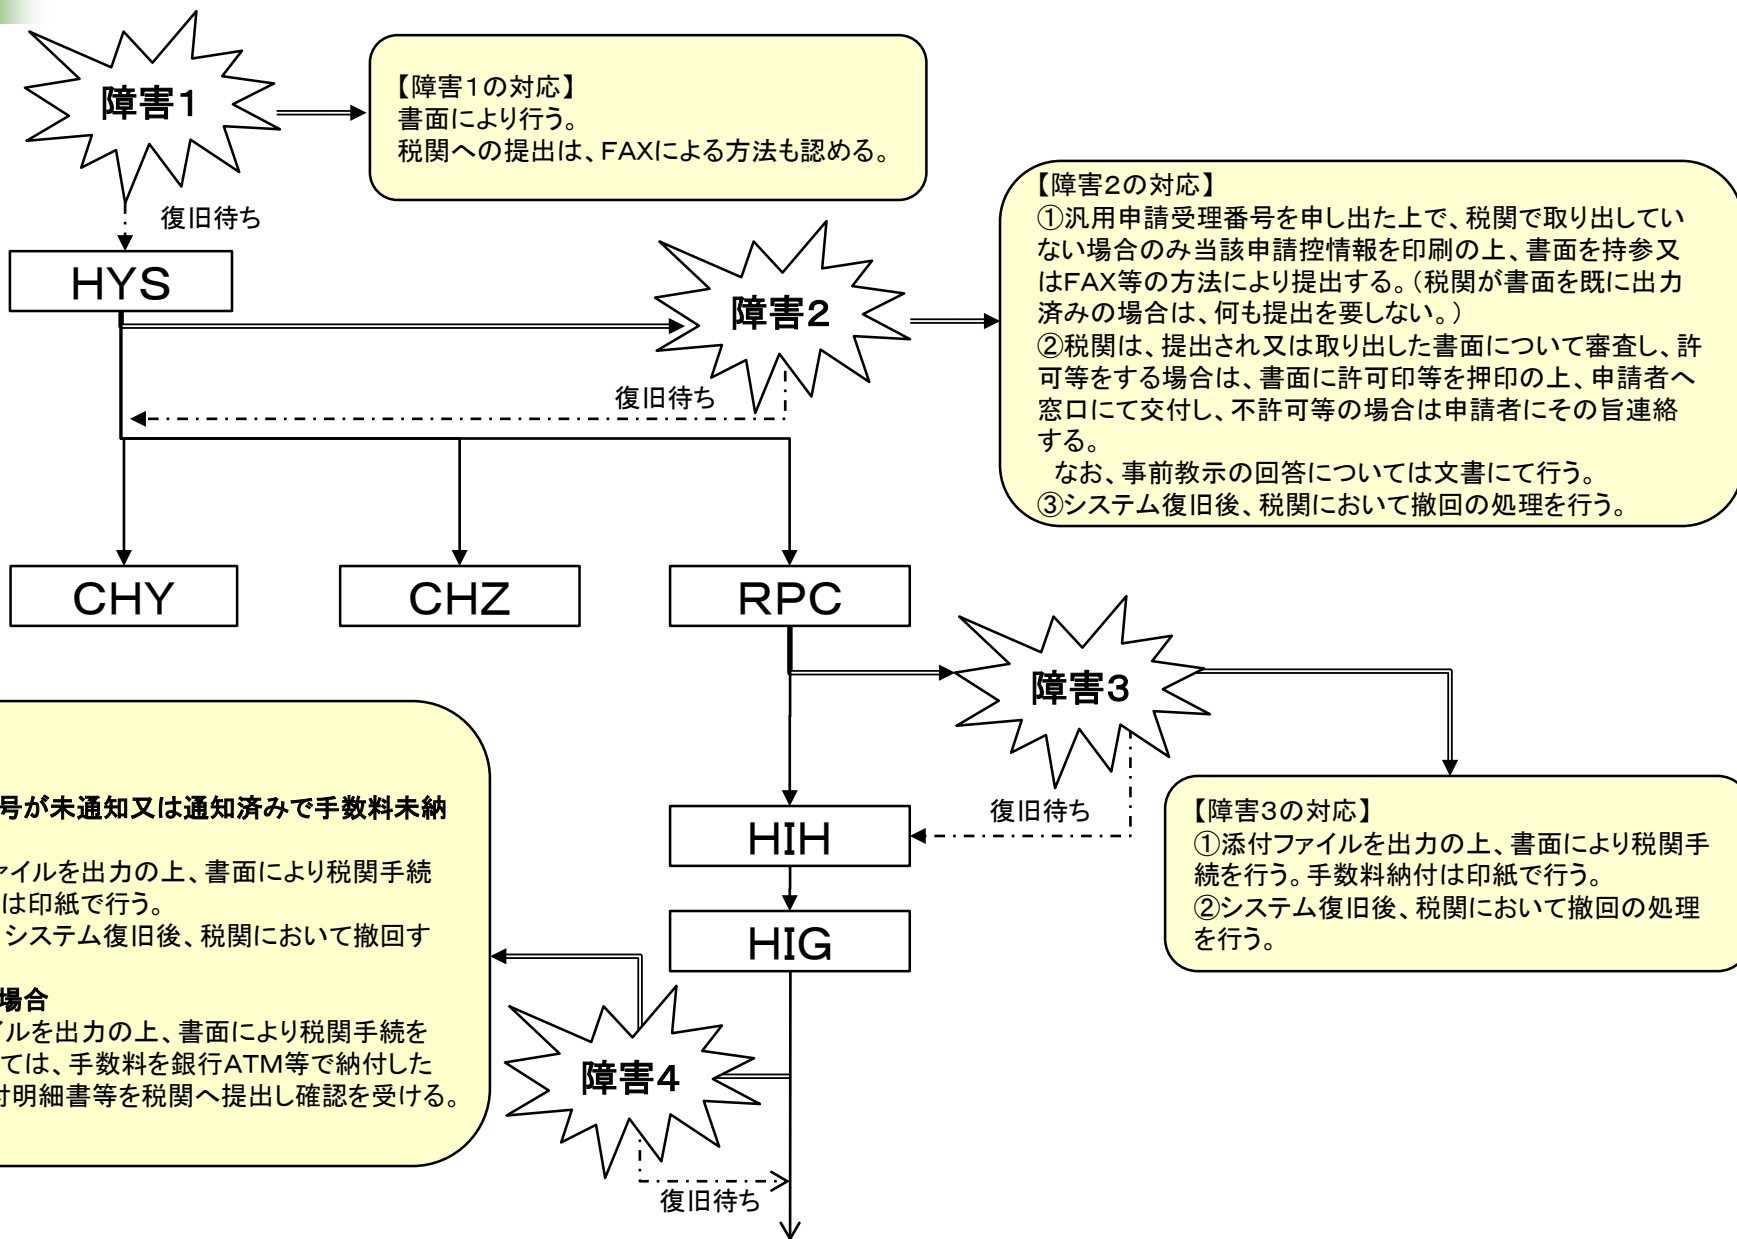 障害1
【障害1の対応】
書面により行う。
税関への提出は、FAXによる方法も認める。
復旧待ち
HYS
障害2
【障害2の対応】
①汎用申請受理番号を申し出た上で、税関で取り出してい
ない場合のみ当該申請控情報を印刷の上、書面を持参又
はFAX等の方法により提出する。（税関が書面を既に出力
済みの場合は、何も提出を要しない。）
②税関は、提出され又は取り出した書面について審査し、許
可等をする場合は、書面に許可印等を押印の上、申請者へ
窓口にて交付し、不許可等の場合は申請者にその旨連絡
する。
なお、事前教示の回答については文書にて行う。
③システム復旧後、税関において撤回の処理を行う。
復旧待ち
CHY
CHZ
RPC
障害3
復旧待ち
【障害3の対応】
①添付ファイルを出力の上、書面により税関手
続を行う。手数料納付は印紙で行う。
②システム復旧後、税関において撤回の処理
を行う。
HIH
HIG
号が未通知又は通知済みで手数料未納
ァイルを出力の上、書面により税関手続
は印紙で行う。
システム復旧後、税関において撤回す
場合
イルを出力の上、書面により税関手続を
ては、手数料を銀行ATM等で納付した
付明細書等を税関へ提出し確認を受ける。
障害4
復旧待ち